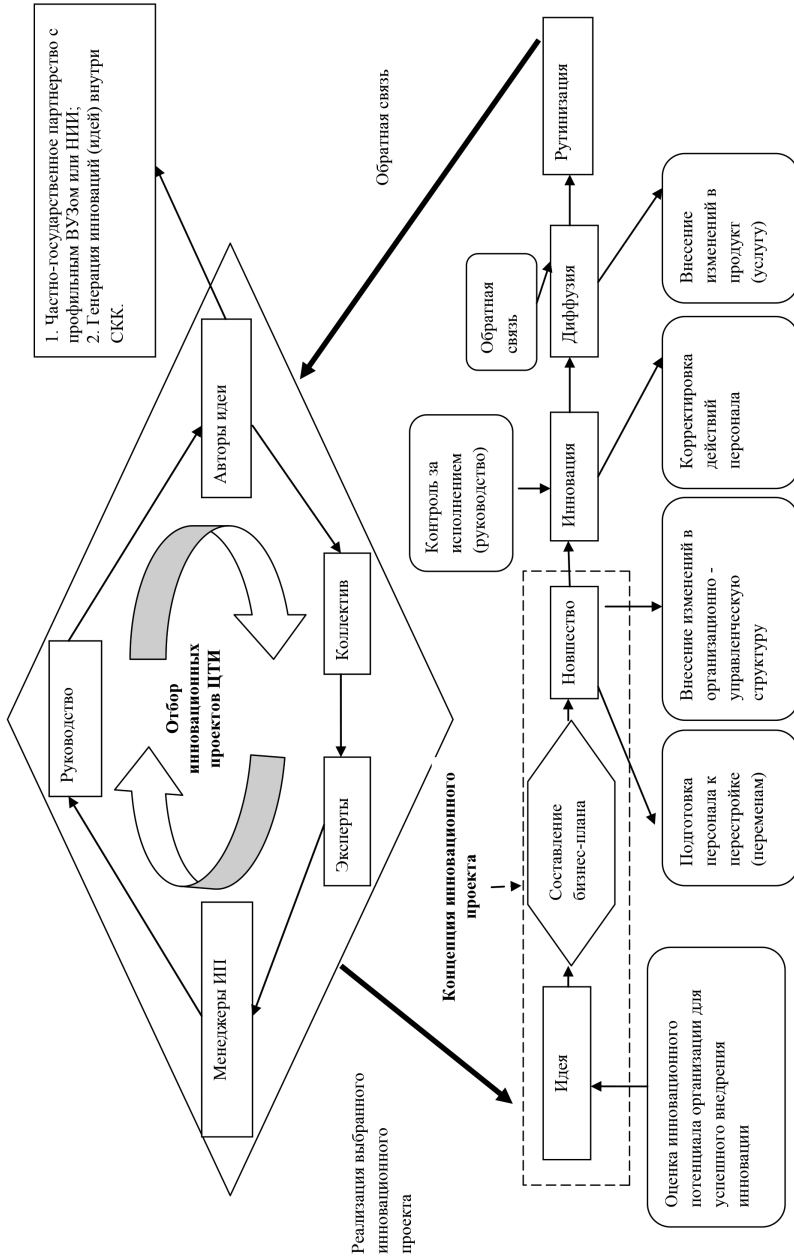 1. Частно-государственное партнерство с
профильным ВУЗом или НИИ;
2. Генерация инноваций (идей) внутри
СКК.
Руководство
Авторы идеи
Отбор
инновационных
проектов ЦТИ
Менеджеры ИП
Эксперты
Коллектив
Реализация выбранного
инновационного
проекта
Обратная связь
Концепция инновационного
проекта
Контроль за
исполнением
(руководство)
Обратная
связь
Идея
Составление
бизнес-плана
Новшество
Инновация
Диффузия
Рутинизация
Оценка инновационного
потенциала организации для
успешного внедрения
инновации
Подготовка
персонала к
перестройке
(переменам)
Внесение изменений в
организационно -
управленческую
структуру
Корректировка
действий
персонала
Внесение
изменений в
продукт
(услугу)